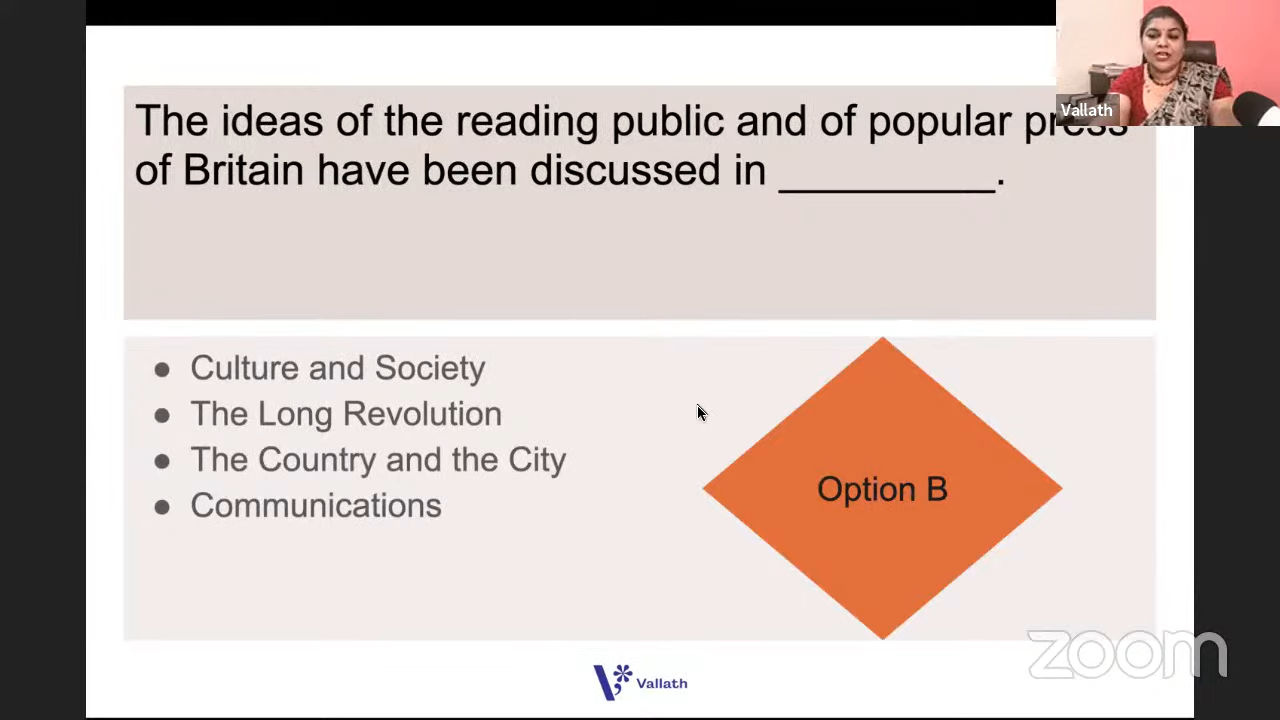 The ideas of the reading public and of popular press
of Britain have been discussed in __________.
● Culture and Society
● The Long Revolution
● The Country and the City
● Communications
Option B
Vallath
zoom
Vallath